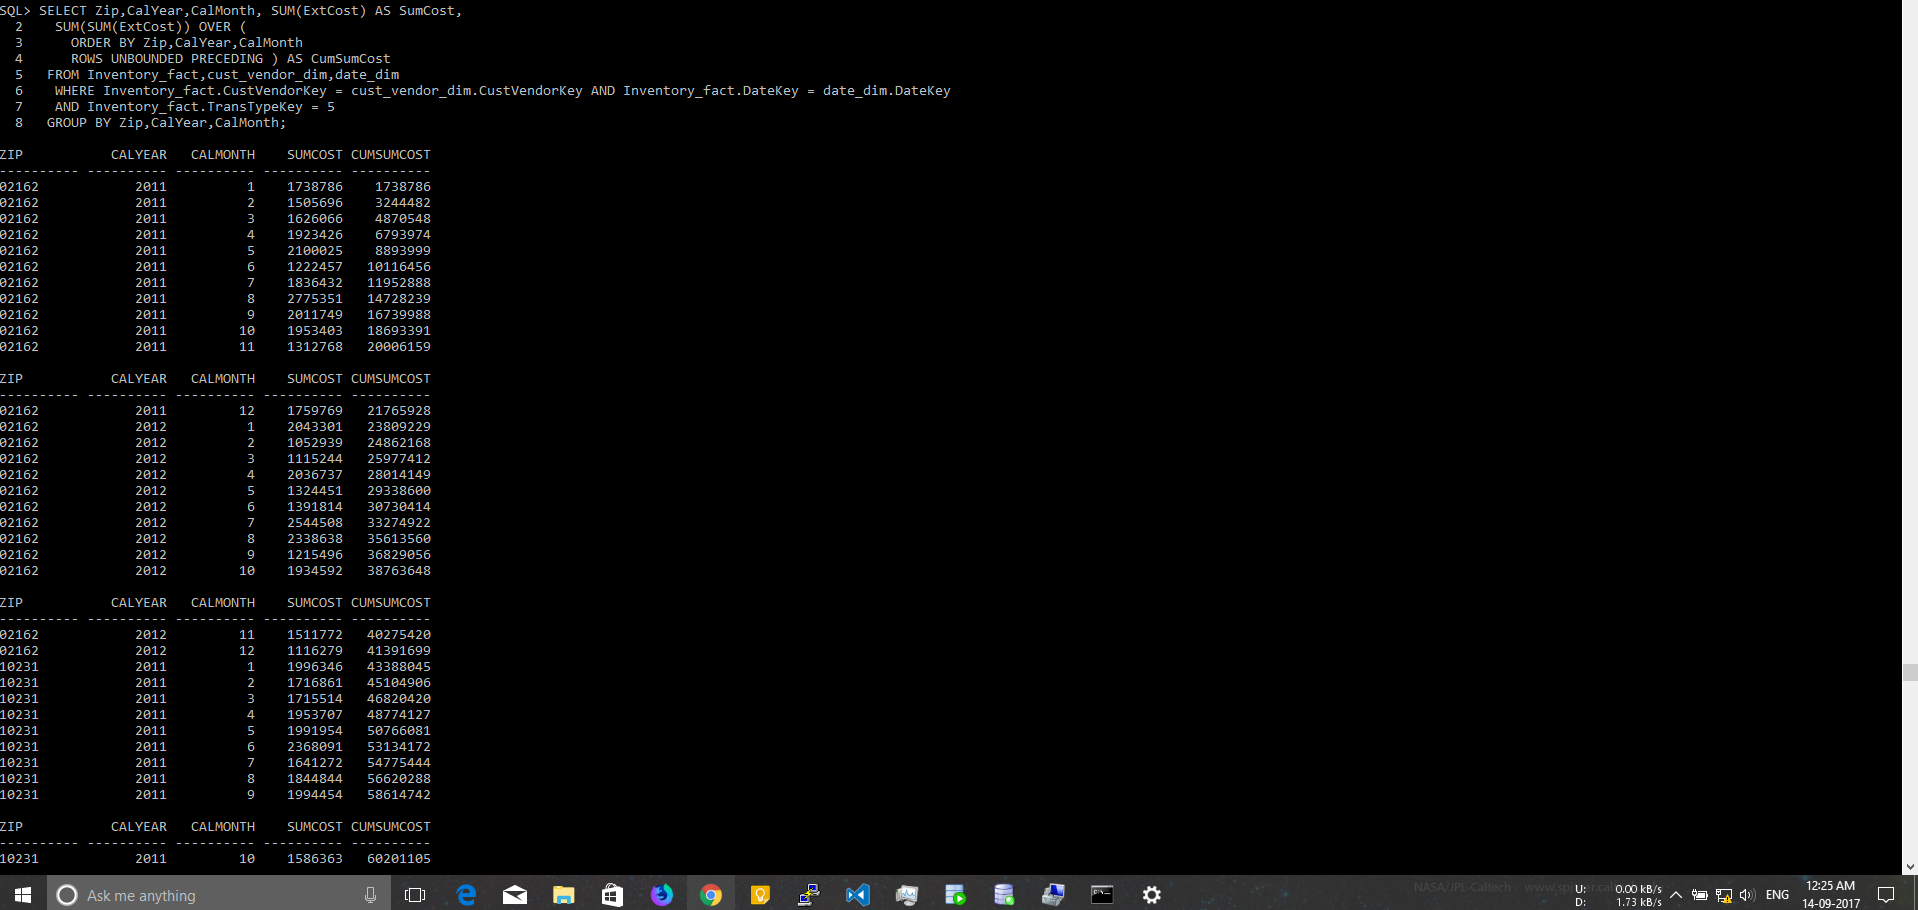 SQL> SELECT Zip,CalYear,CalMonth, SUM(ExtCost) AS SumCost,
  2    SUM(SUM(ExtCost)) OVER (
  3      ORDER BY Zip,CalYear,CalMonth
  4      ROWS UNBOUNDED PRECEDING ) AS CumSumCost
  5   FROM Inventory_fact,cust_vendor_dim,date_dim
  6    WHERE Inventory_fact.CustVendorKey = cust_vendor_dim.CustVendorKey AND Inventory_fact.DateKey = date_dim.DateKey
  7    AND Inventory_fact.TransTypeKey = 5
  8   GROUP BY Zip,CalYear,CalMonth;
ZIP CALYEAR CALMONTH SUMCOST CUMSUMCOST
---------- ---------- ---------- ---------- ----------
02162 2011 1 1738786 1738786
02162 2011 2 1505696 3244482
02162 2011 3 1626066 4870548
02162 2011 4 1923426 6793974
02162 2011 5 2100025 8893999
02162 2011 6 1222457 10116456
02162 2011 7 1836432 11952888
02162 2011 8 2775351 14728239
02162 2011 9 2011749 16739988
02162 2011 10 1953403 18693391
02162 2011 11 1312768 20006159
ZIP CALYEAR CALMONTH SUMCOST CUMSUMCOST
---------- ---------- ---------- ---------- ----------
02162 2011 12 1759769 21765928
02162 2012 1 2043301 23809229
02162 2012 2 1052939 24862168
02162 2012 3 1115244 25977412
02162 2012 4 2036737 28014149
02162 2012 5 1324451 29338600
02162 2012 6 1391814 30730414
02162 2012 7 2544508 33274922
02162 2012 8 2338638 35613560
02162 2012 9 1215496 36829056
02162 2012 10 1934592 38763648
ZIP CALYEAR CALMONTH SUMCOST CUMSUMCOST
---------- ---------- ---------- ---------- ----------
02162 2012 11 1511772 40275420
02162 2012 12 1116279 41391699
10231 2011 1 1996346 43388045
10231 2011 2 1716861 45104906
10231 2011 3 1715514 46820420
10231 2011 4 1953707 48774127
10231 2011 5 1991954 50766081
10231 2011 6 2368091 53134172
10231 2011 7 1641272 54775444
10231 2011 8 1844844 56620288
10231 2011 9 1994454 58614742
ZIP CALYEAR CALMONTH SUMCOST CUMSUMCOST
---------- ---------- ---------- ---------- ----------
10231 2011 10 1586363 60201105
Ask me anything
NASA/JPL-Caltech
U: 0.00 kB/s
D: 1.73 kB/s
ENG
12:25 AM
14-09-2017